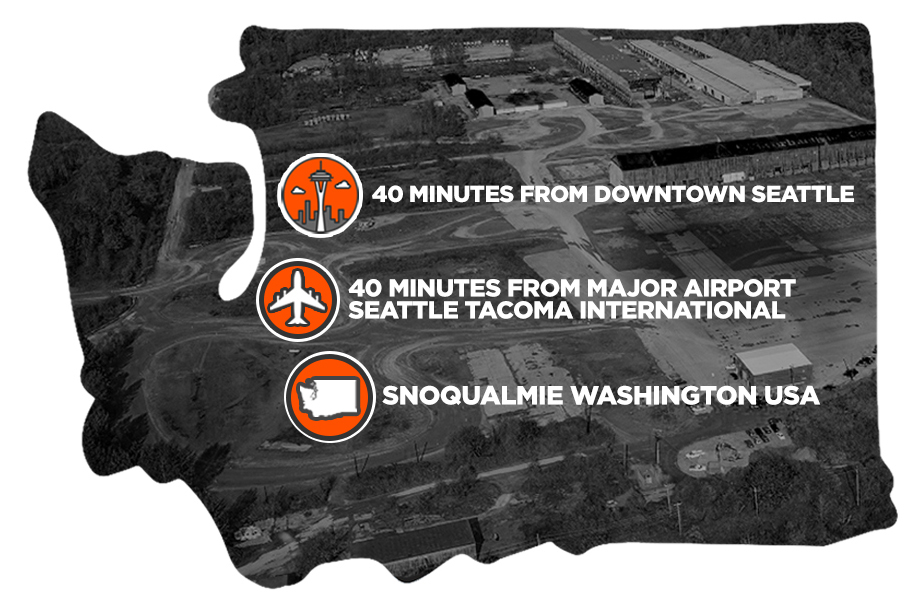 40 MINUTES FROM DOWNTOWN SEATTLE
40 MINUTES FROM MAJOR AIRPORT
SEATTLE TACOMA INTERNATIONAL
SNOQUALMIE WASHINGTON USA